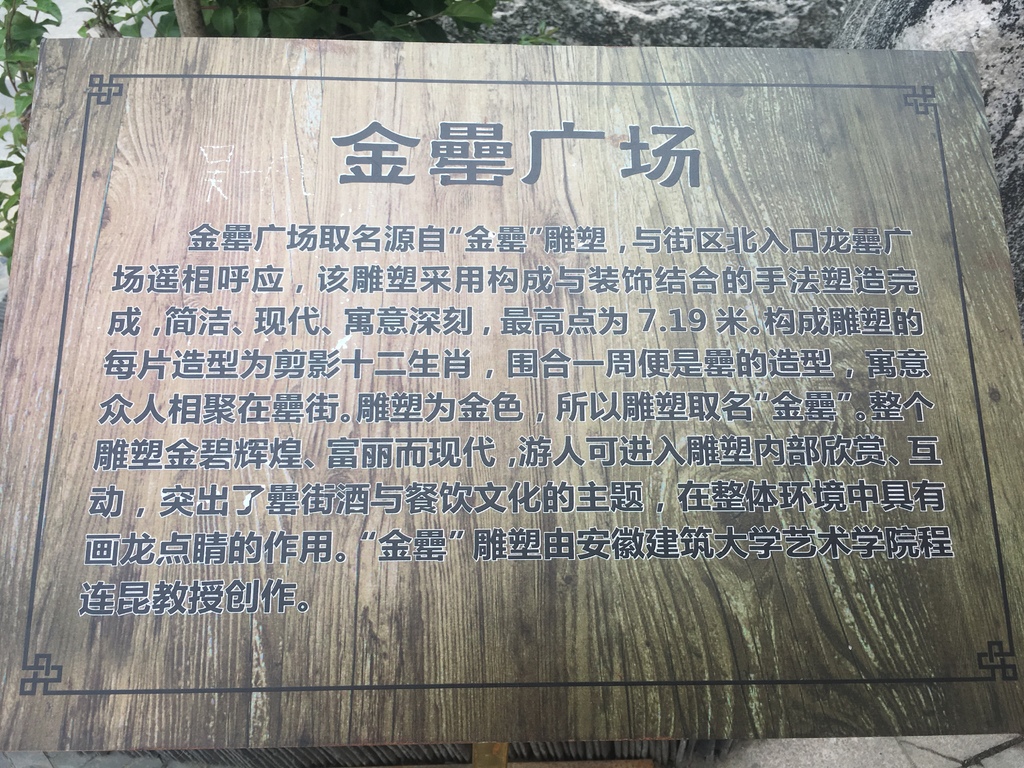 金罍广场
金罍广场取名源自“金罍”雕塑，与街区北入口龙罍广
场遥相呼应，该雕塑采用构成与装饰结合的手法塑造完
成，简洁、现代、寓意深刻，最高点为 7.19 米。构成雕塑的
每片造型为剪影十二生肖，围合一周便是罍的造型，寓意
众人相聚在罍街。雕塑为金色，所以雕塑取名“金罍”。整个
雕塑金碧辉煌、富丽而现代，游人可进入雕塑内部欣赏、互
动，突出了罍街酒与餐饮文化的主题，在整体环境中具有
画龙点睛的作用。“金罍”雕塑由安徽建筑大学艺术学院程
连昆教授创作。